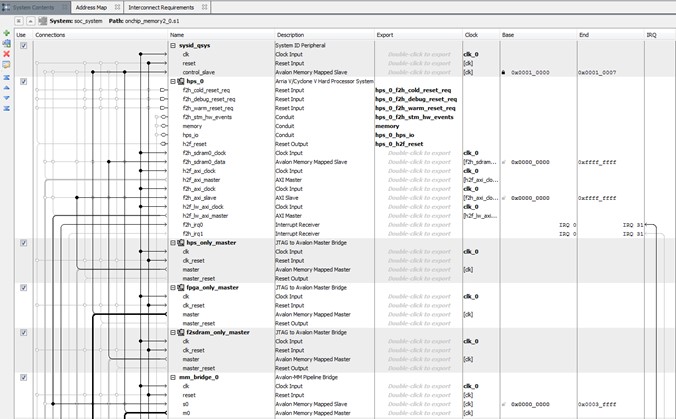 System Contents Address Map Interconnect Requirements
System: soc_system Path: onchip_memory2_0.s1
Use Connections Name Description Export Clock Base End IRQ
sysid_qsys System ID Peripheral
clk Clock Input Double-click to export clk_0
reset Reset Input Double-click to export [clk]
control_slave Avalon Memory Mapped Slave Double-click to export [clk] 0x0001_0000 0x0001_0007
hps_0 Arria V/Cyclone V Hard Processor System
f2h_cold_reset_req Reset Input hps_0_f2h_cold_reset_req
f2h_debug_reset_req Reset Input hps_0_f2h_debug_reset_req
f2h_warm_reset_req Reset Input hps_0_f2h_warm_reset_req
f2h_stm_hw_events Conduit hps_0_f2h_stm_hw_events
memory Conduit memory
hps_io Conduit hps_0_hps_io
h2f_reset Reset Output hps_0_h2f_reset
f2h_sdram0_clock Clock Input Double-click to export clk_0
f2h_sdram0_data Avalon Memory Mapped Slave Double-click to export [f2h_sdram... 0x0000_0000 0xffff_ffff
h2f_axi_clock Clock Input Double-click to export clk_0
h2f_axi_master AXI Master Double-click to export [h2f_axi_clo...
f2h_axi_clock Clock Input Double-click to export clk_0
f2h_axi_slave AXI Slave Double-click to export [f2h_axi_clo... 0x0000_0000 0xffff_ffff
h2f_lw_axi_clock Clock Input Double-click to export clk_0
h2f_lw_axi_master AXI Master Double-click to export [h2f_lw_axi...
f2h_irq0 Interrupt Receiver Double-click to export IRQ 0 IRQ 31
f2h_irq1 Interrupt Receiver Double-click to export IRQ 0 IRQ 31
hps_only_master JTAG to Avalon Master Bridge
clk Clock Input Double-click to export clk_0
clk_reset Reset Input Double-click to export
master Avalon Memory Mapped Master Double-click to export [clk]
master_reset Reset Output Double-click to export
fpga_only_master JTAG to Avalon Master Bridge
clk Clock Input Double-click to export clk_0
clk_reset Reset Input Double-click to export
master Avalon Memory Mapped Master Double-click to export [clk]
master_reset Reset Output Double-click to export
f2sdram_only_master JTAG to Avalon Master Bridge
clk Clock Input Double-click to export clk_0
clk_reset Reset Input Double-click to export
master Avalon Memory Mapped Master Double-click to export [clk]
master_reset Reset Output Double-click to export
mm_bridge_0 Avalon-MM Pipeline Bridge
clk Clock Input Double-click to export clk_0
reset Reset Input Double-click to export [clk]
s0 Avalon Memory Mapped Slave Double-click to export [clk] 0x0000_0000 0x0003_ffff
m0 Avalon Memory Mapped Master Double-click to export [clk]